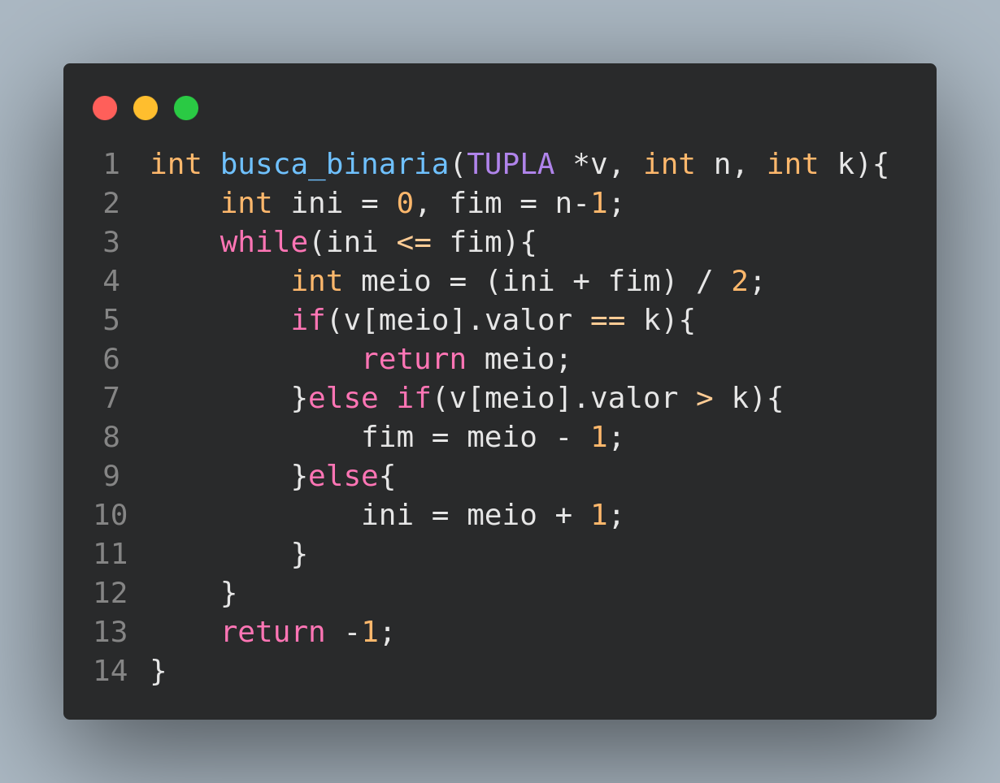 1 int busca_binaria(TUPLA *v, int n, int k){
2     int ini = 0, fim = n-1;
3     while(ini <= fim){
4         int meio = (ini + fim) / 2;
5         if(v[meio].valor == k){
6             return meio;
7         }else if(v[meio].valor > k){
8             fim = meio - 1;
9         }else{
10             ini = meio + 1;
11         }
12     }
13     return -1;
14 }